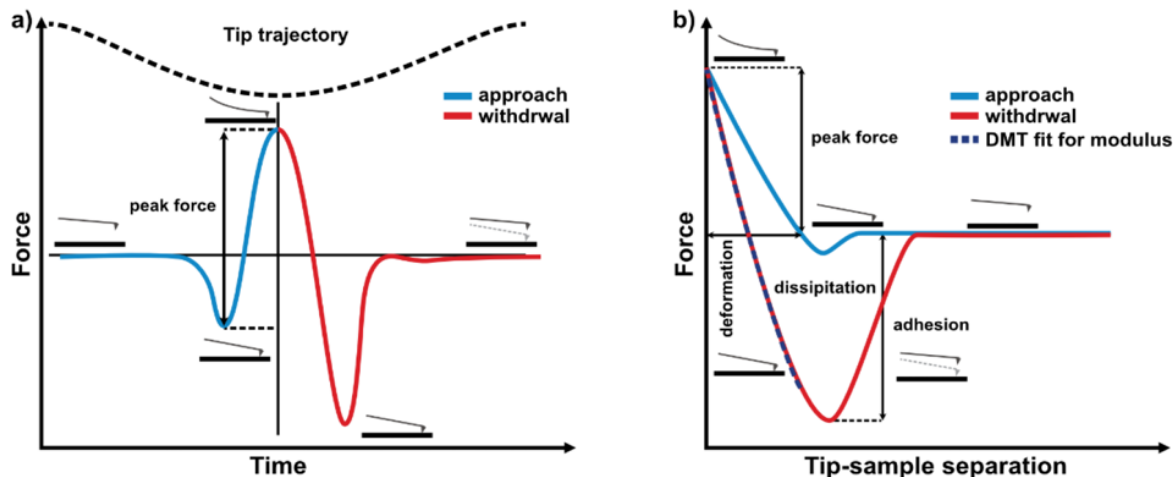 a)
Tip trajectory
approach
withdrwal
peak force
Force
Time
b)
approach
withdrwal
DMT fit for modulus
peak force
Force
deformation
dissipitation
adhesion
Tip-sample separation